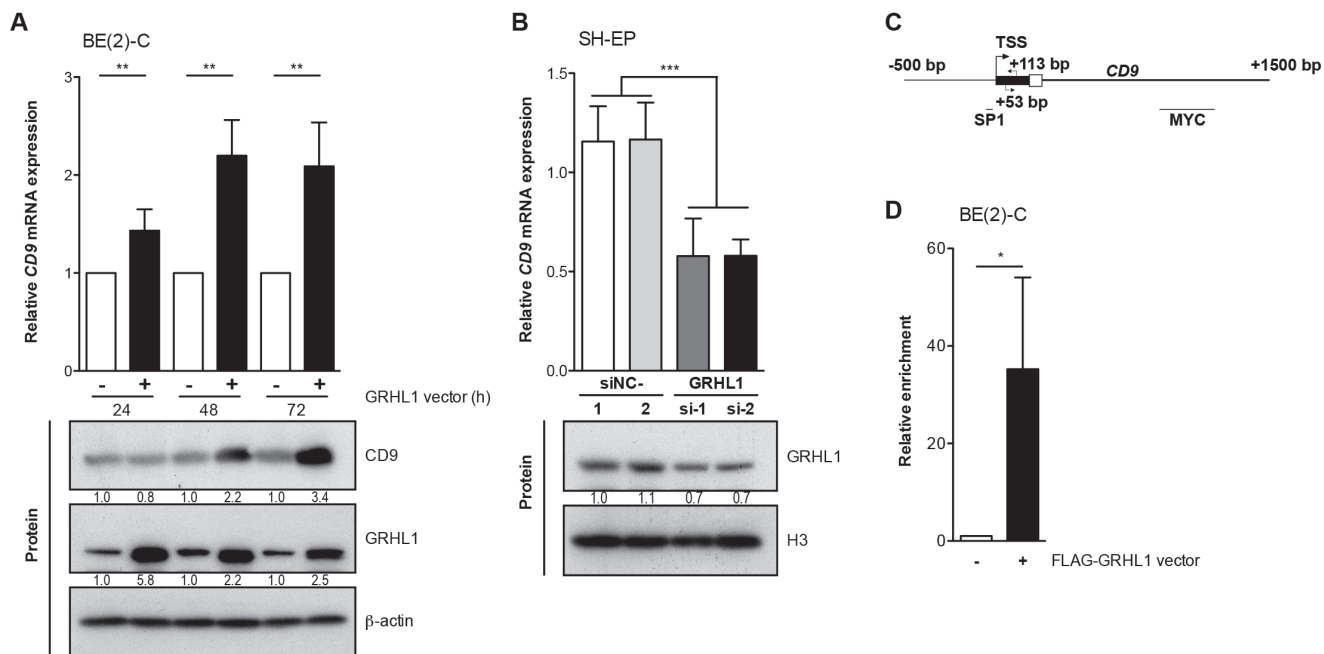 A
BE(2)-C
** ** **
Relative CD9 mRNA expression
3
2
1
0
- + - + - +
24 48 72
GRHL1 vector (h)
Protein
CD9
1.0 0.8 1.0 2.2 1.0 3.4
GRHL1
1.0 5.8 1.0 2.2 1.0 2.5
β-actin
B
SH-EP
***
Relative CD9 mRNA expression
1.5
1.0
0.5
0.0
siNC- GRHL1
1 2 si-1 si-2
Protein
GRHL1
1.0 1.1 0.7 0.7
H3
C
TSS
-500 bp +113 bp CD9 +1500 bp
+53 bp
SP1 MYC
D
BE(2)-C
*
Relative enrichment
60
40
20
0
- + FLAG-GRHL1 vector